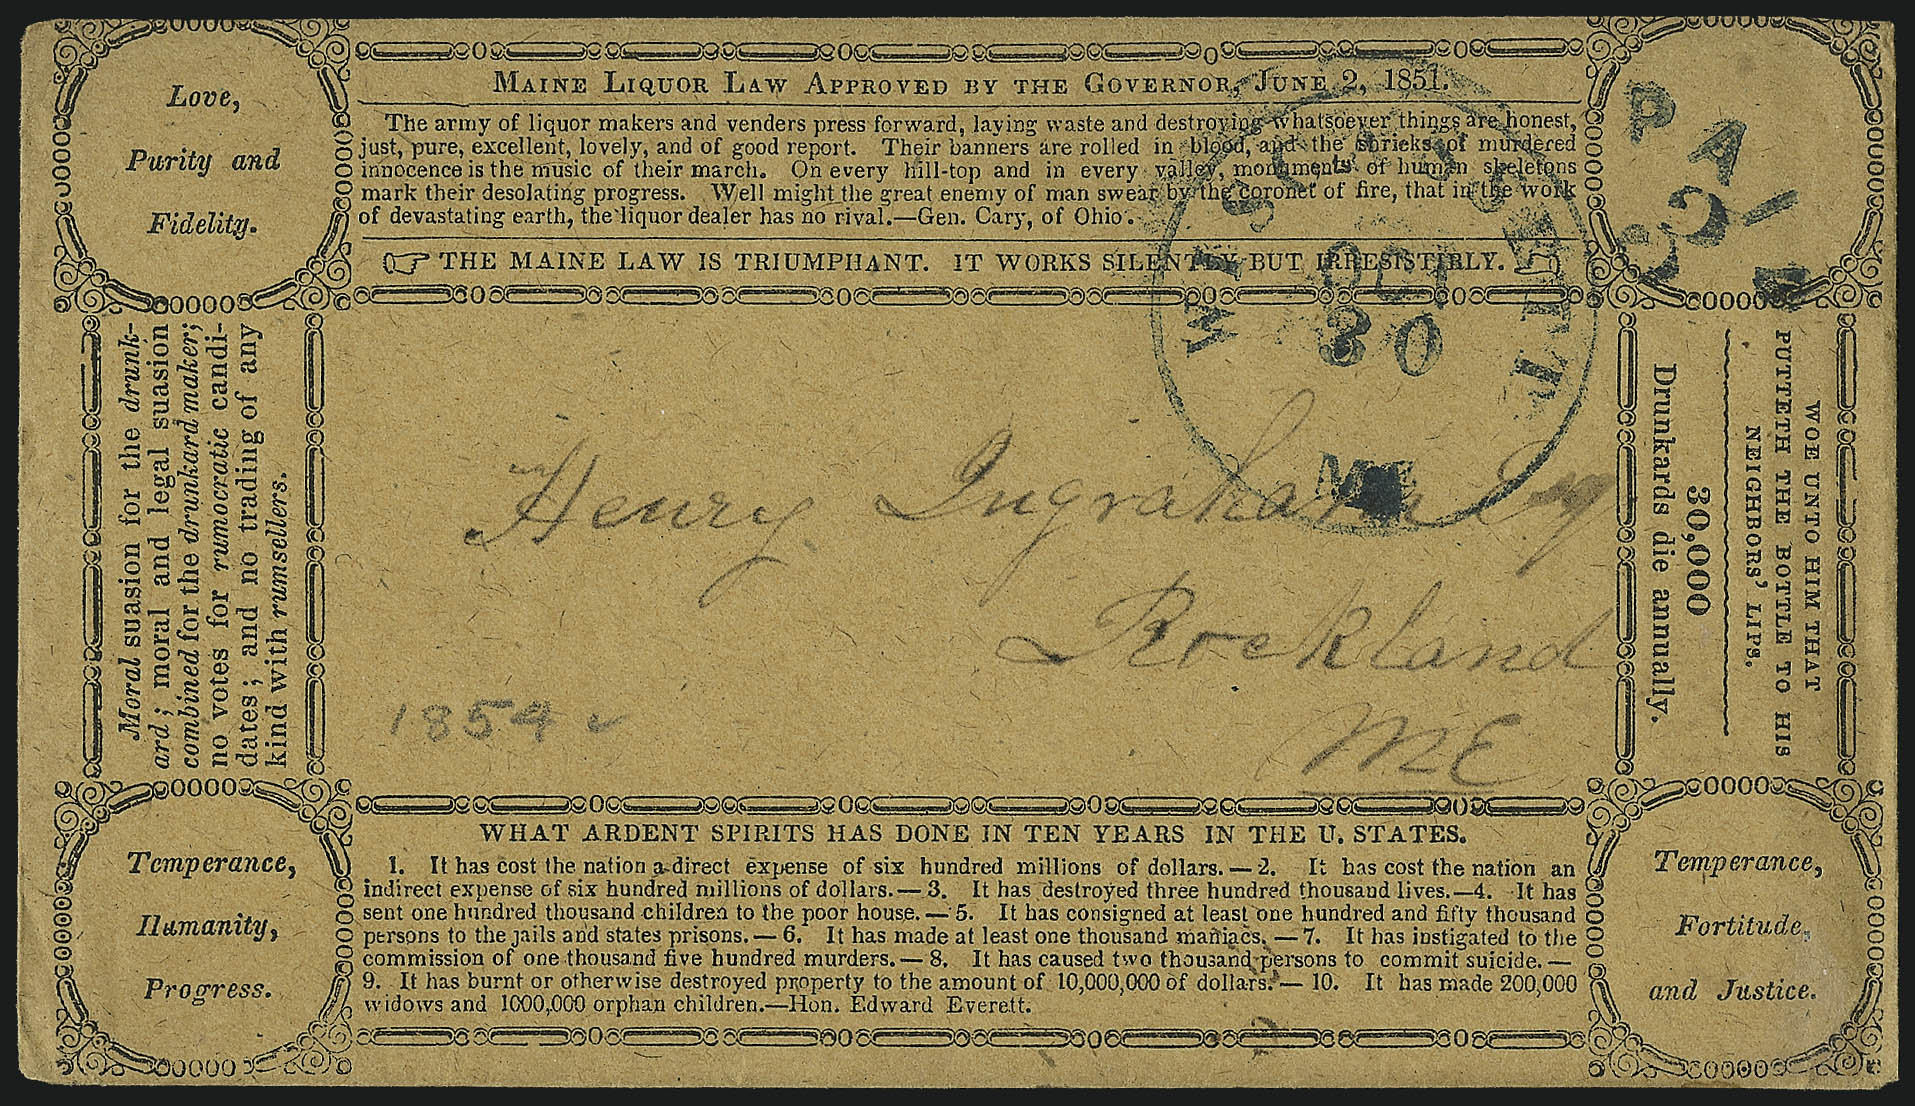 Love,
Purity and
Fidelity.
MAINE LIQUOR LAW APPROVED BY THE GOVERNOR, JUNE 2, 1851.
The army of liquor makers and venders press forward, laying waste and destroying whatsoever things are honest,
just, pure, excellent, lovely, and of good report. Their banners are rolled in blood, and the shrieks of murdered
innocence is the music of their march. On every hill-top and in every valley, monuments of human skeletons
mark their desolating progress. Well might the great enemy of man swear by the coronet of fire, that in the work
of devastating earth, the liquor dealer has no rival.—Gen. Cary, of Ohio.
☞ THE MAINE LAW IS TRIUMPHANT. IT WORKS SILENTLY BUT IRRESISTIRLY.
PAID
3
WISCASSETT
OCT
30
ME
Moral suasion for the drunk-
ard; moral and legal suasion
combined for the drunkard maker;
no votes for rumocratic candi-
dates; and no trading of any
kind with rumsellers.
Henry Ingraham Esq
Rockland
ME
1854
WOE UNTO HIM THAT
PUTTETH THE BOTTLE TO HIS
NEIGHBORS' LIPS.
30,000
Drunkards die annually.
Temperance,
Humanity,
Progress.
WHAT ARDENT SPIRITS HAS DONE IN TEN YEARS IN THE U. STATES.
1. It has cost the nation a direct expense of six hundred millions of dollars.—2. It has cost the nation an
indirect expense of six hundred millions of dollars.—3. It has destroyed three hundred thousand lives.—4. It has
sent one hundred thousand children to the poor house.—5. It has consigned at least one hundred and fifty thousand
persons to the jails and states prisons.—6. It has made at least one thousand maniacs.—7. It has instigated to the
commission of one thousand five hundred murders.—8. It has caused two thousand persons to commit suicide.—
9. It has burnt or otherwise destroyed property to the amount of 10,000,000 of dollars.—10. It has made 200,000
widows and 1000,000 orphan children.—Hon. Edward Everett.
Temperance,
Fortitude,
and Justice.